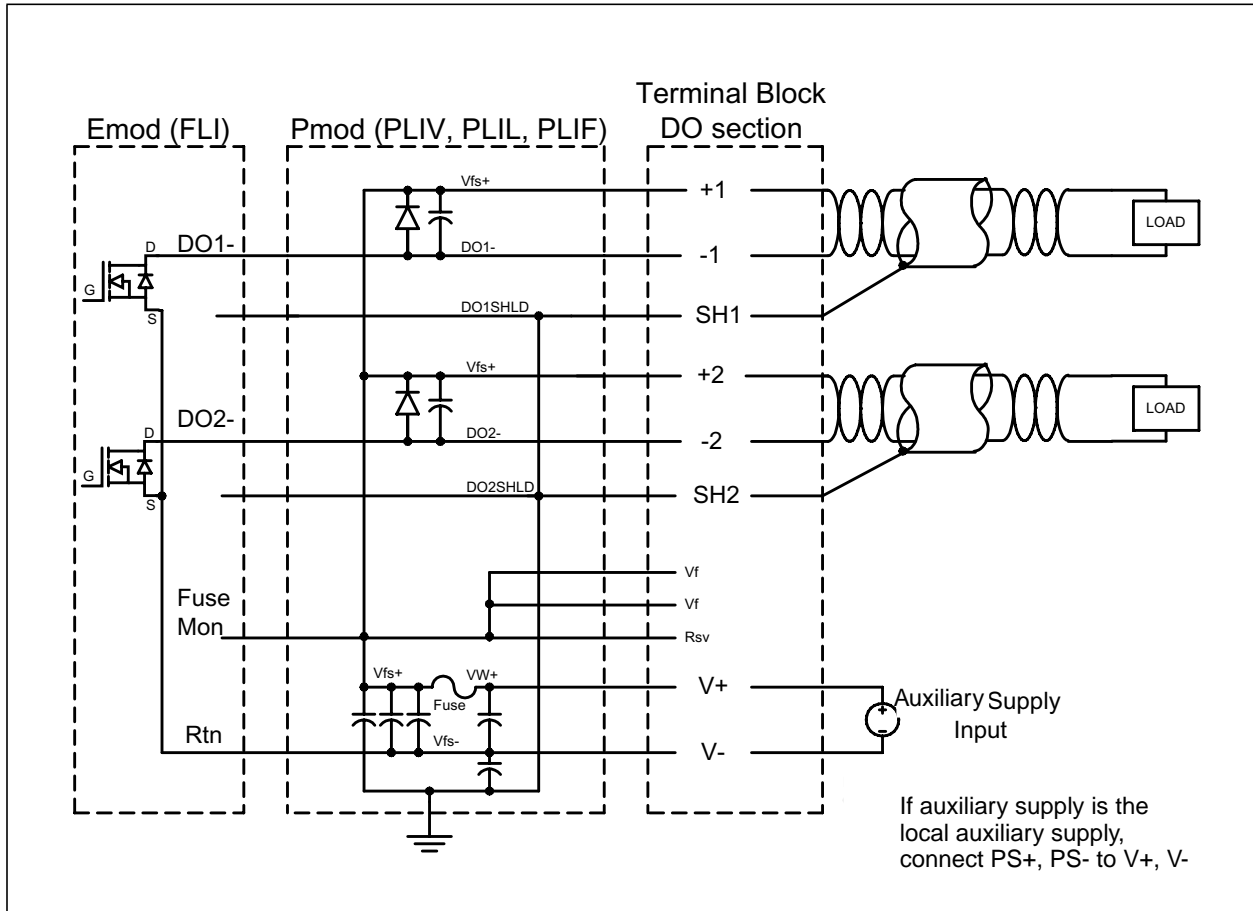 Terminal Block
DO section
Emod (FLI)
Pmod (PLIV, PLIL, PLIF)
Vfs+
+1
LOAD
D
DO1-
DO1-
-1
G
S
DO1SHLD
SH1
Vfs+
+2
LOAD
D
DO2-
DO2-
-2
G
S
DO2SHLD
SH2
Vf
Fuse
Mon
Vf
Rsv
Vfs+
VW+
Fuse
V+
Auxiliary Supply
Input
+
-
Rtn
Vfs-
V-
If auxiliary supply is the
local auxiliary supply,
connect PS+, PS- to V+, V-